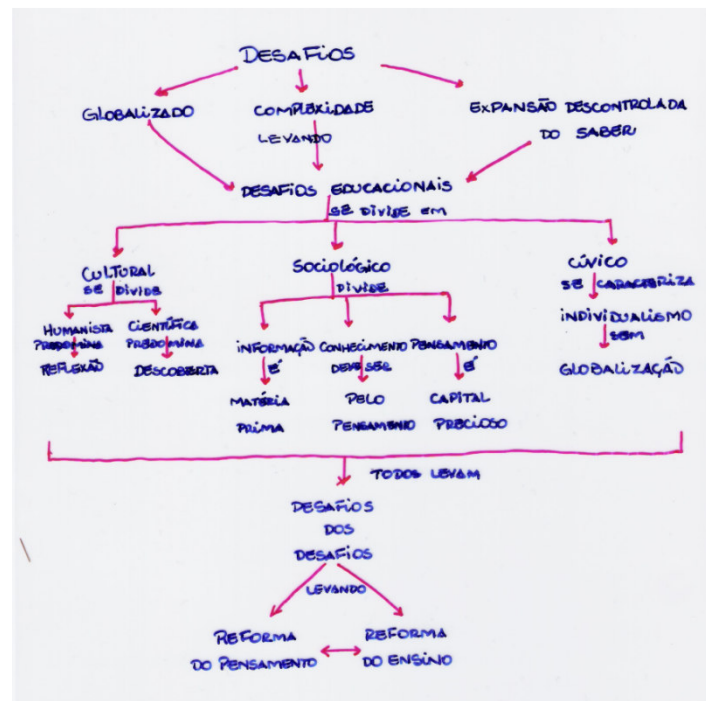 DESAFIOS
GLOBALIZADO COMPLEXIDADE EXPANSÃO DESCONTROLADA
LEVANDO DO SABER
DESAFIOS EDUCACIONAIS
SE DIVIDE EM
CULTURAL SOCIOLÓGICO CÍVICO
SE DIVIDE DIVIDE SE CARACTERIZA
HUMANISTA CIENTÍFICA INDIVIDUALISMO
PREDOMINA PREDOMINA INFORMAÇÃO CONHECIMENTO PENSAMENTO SEM
REFLEXÃO DESCOBERTA É DEVE SER É GLOBALIZAÇÃO
MATÉRIA PELO CAPITAL
PRIMA PENSAMENTO PRECIOSO
TODOS LEVAM
DESAFIOS
DOS
DESAFIOS
LEVANDO
REFORMA REFORMA
DO PENSAMENTO DO ENSINO